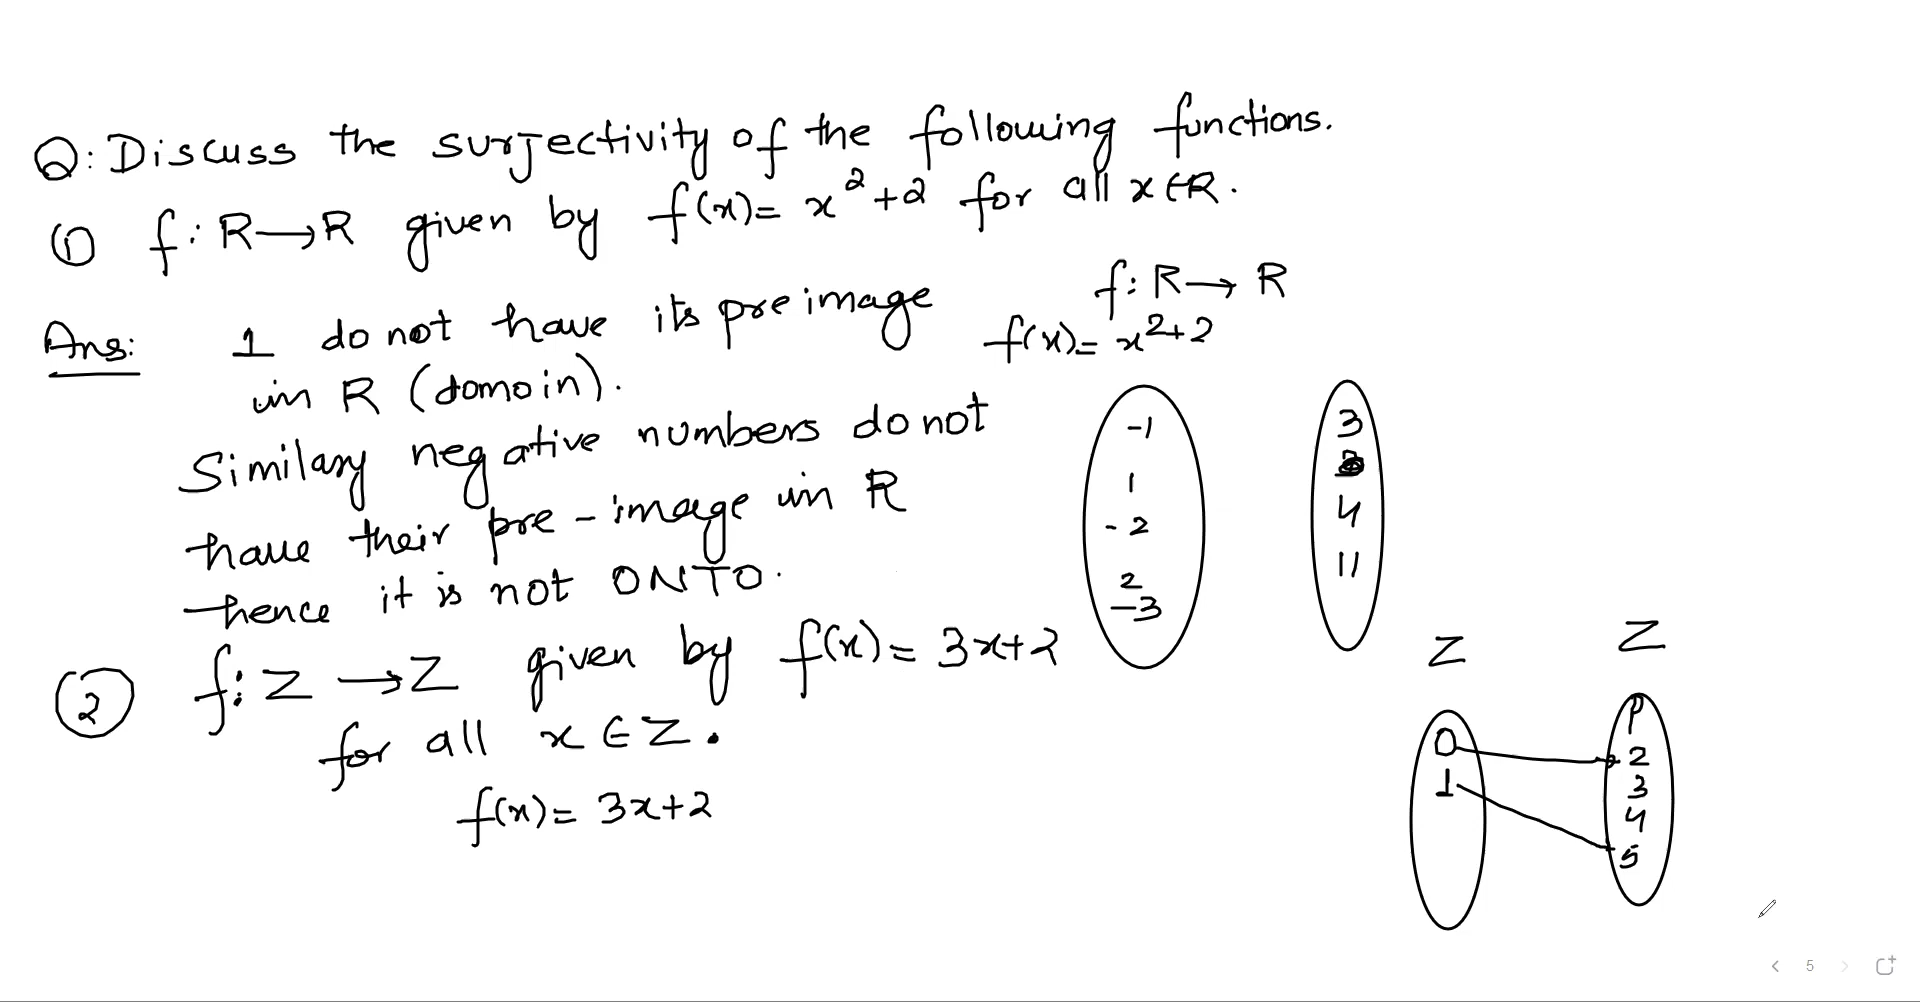 Q: Discuss the surjectivity of the following functions.
① f: R→R given by f(x)= x²+2 for all x∈R.
f: R→ R
Ans: 1 do not have its preimage
f(x)= x²+2
in R (domain).
Similary negative numbers do not
have their pre-image in R
hence it is not ONTO.
-1
1
-2
2
-3
3
4
11
② f: Z→Z given by f(x)= 3x+2
for all x∈Z.
f(x)= 3x+2
Z
Z
0
1
P
2
3
4
5
5